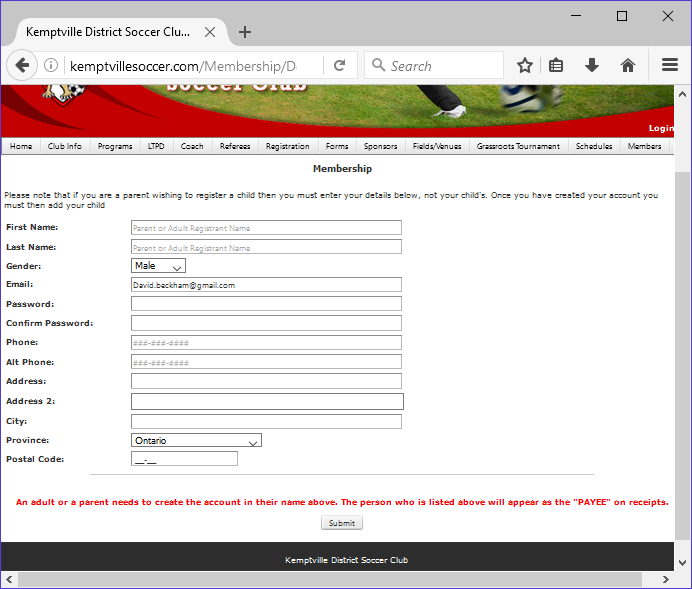 Kemptville District Soccer Clu...
kemptvillesoccer.com/Membership/D
Search
Soccer Club
Login
Home Club Info Programs LTPD Coach Referees Registration Forms Sponsors Fields/Venues Grassroots Tournament Schedules Members
Membership
Please note that if you are a parent wishing to register a child then you must enter your details below, not your child's. Once you have created your account you
must then add your child
First Name: Parent or Adult Registrant Name
Last Name: Parent or Adult Registrant Name
Gender: Male
Email: David.beckham@gmail.com
Password:
Confirm Password:
Phone: ###-###-####
Alt Phone: ###-###-####
Address:
Address 2:
City:
Province: Ontario
Postal Code: __-__
An adult or a parent needs to create the account in their name above. The person who is listed above will appear as the "PAYEE" on receipts.
Submit
Kemptville District Soccer Club